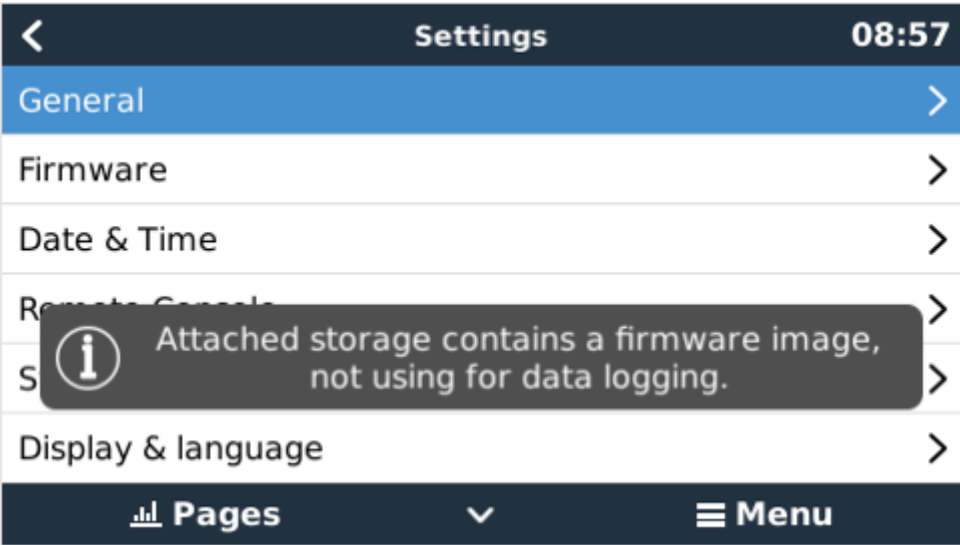 Settings
08:57
General
Firmware
Date & Time
Attached storage contains a firmware image,
not using for data logging.
Display & language
Pages
Menu